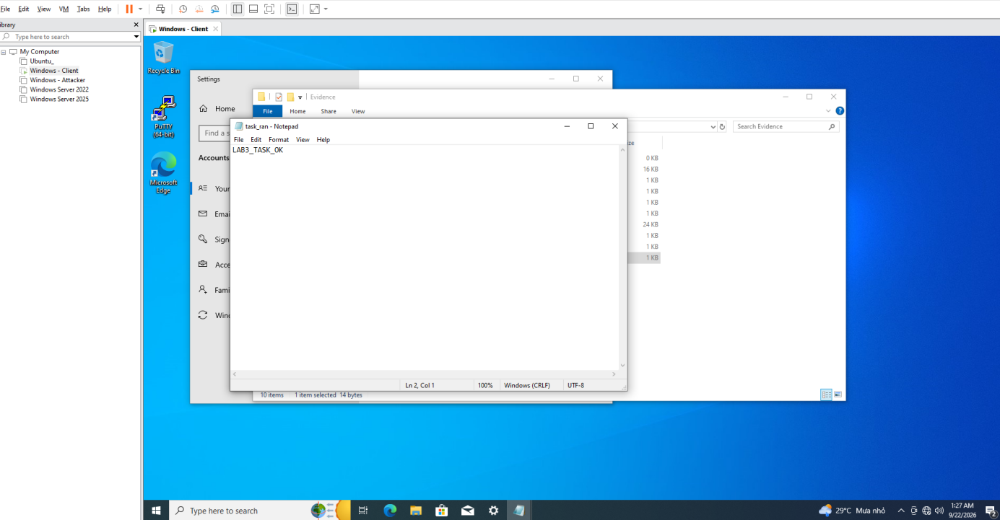 File Edit View VM Tabs Help
ibrary
Type here to search
My Computer
Ubuntu_
Windows - Client
Windows - Attacker
Windows Server 2022
Windows Server 2025
Windows - Client
Recycle Bin
PuTTY
(64-bit)
Microsoft
Edge
Settings
Home
Find a s
Accounts
Your
Emai
Sign
Acce
Fami
Wind
Evidence
File Home Share View
Search Evidence
ze
0 KB
16 KB
1 KB
1 KB
1 KB
1 KB
24 KB
1 KB
1 KB
1 KB
10 items 1 item selected 14 bytes
task_ran - Notepad
File Edit Format View Help
LAB3_TASK_OK
Ln 2, Col 1 100% Windows (CRLF) UTF-8
Type here to search
29°C Mưa nhỏ
1:27 AM
9/22/2026
2